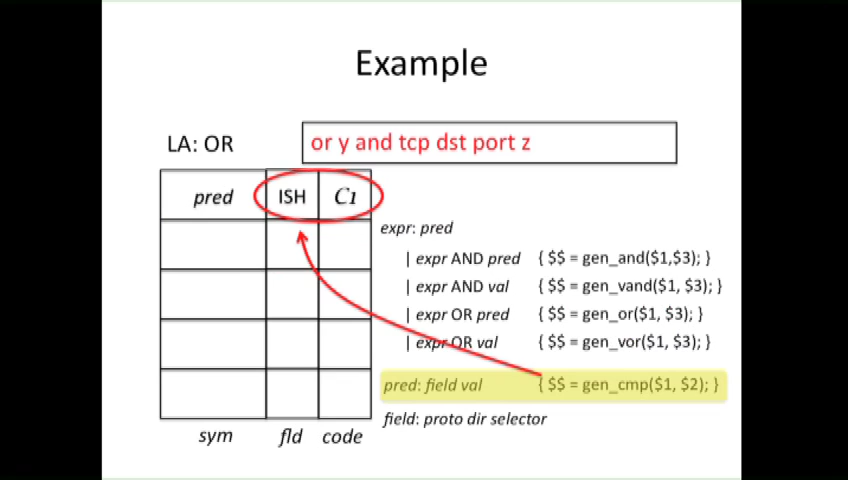 Example
LA: OR
or y and tcp dst port z
pred ISH C1
expr: pred
| expr AND pred { $$ = gen_and($1,$3); }
| expr AND val { $$ = gen_vand($1, $3); }
| expr OR pred { $$ = gen_or($1, $3); }
| expr OR val { $$ = gen_vor($1, $3); }
pred: field val { $$ = gen_cmp($1, $2); }
field: proto dir selector
sym fld code